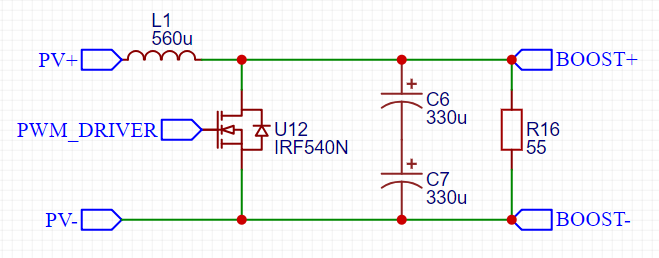 L1
560u
PV+
BOOST+
C6
330u
PWM_DRIVER
U12
IRF540N
R16
55
C7
330u
PV-
BOOST-